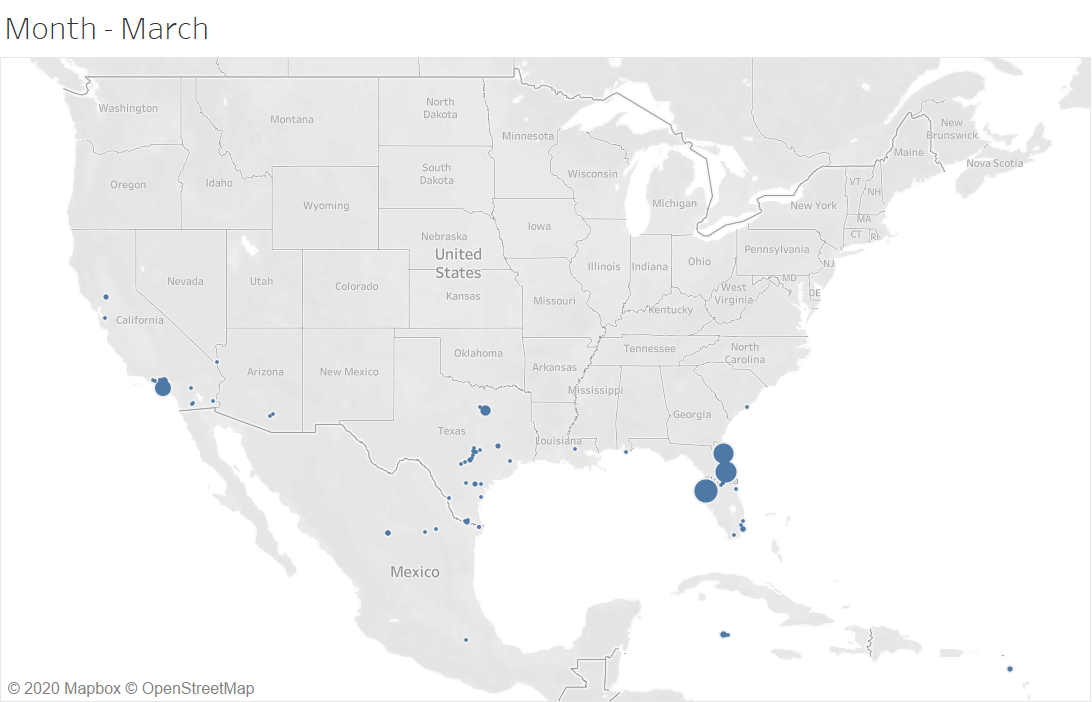 Month - March
Washington
Montana
North
Dakota
Minnesota
New
Brunswick
Maine
Nova Scotia
Oregon
Idaho
South
Dakota
Wisconsin
Michigan
VT
NH
Wyoming
New York
MA
Iowa
CT
RI
Nebraska
United
States
Pennsylvania
Nevada
Utah
Colorado
Kansas
Illinois
Indiana
Ohio
NJ
MD
West
Virginia
DE
Missouri
Kentucky
California
Oklahoma
Tennessee
North
Carolina
Arizona
New Mexico
Arkansas
Mississippi
Georgia
Texas
Louisiana
Mexico
© 2020 Mapbox © OpenStreetMap